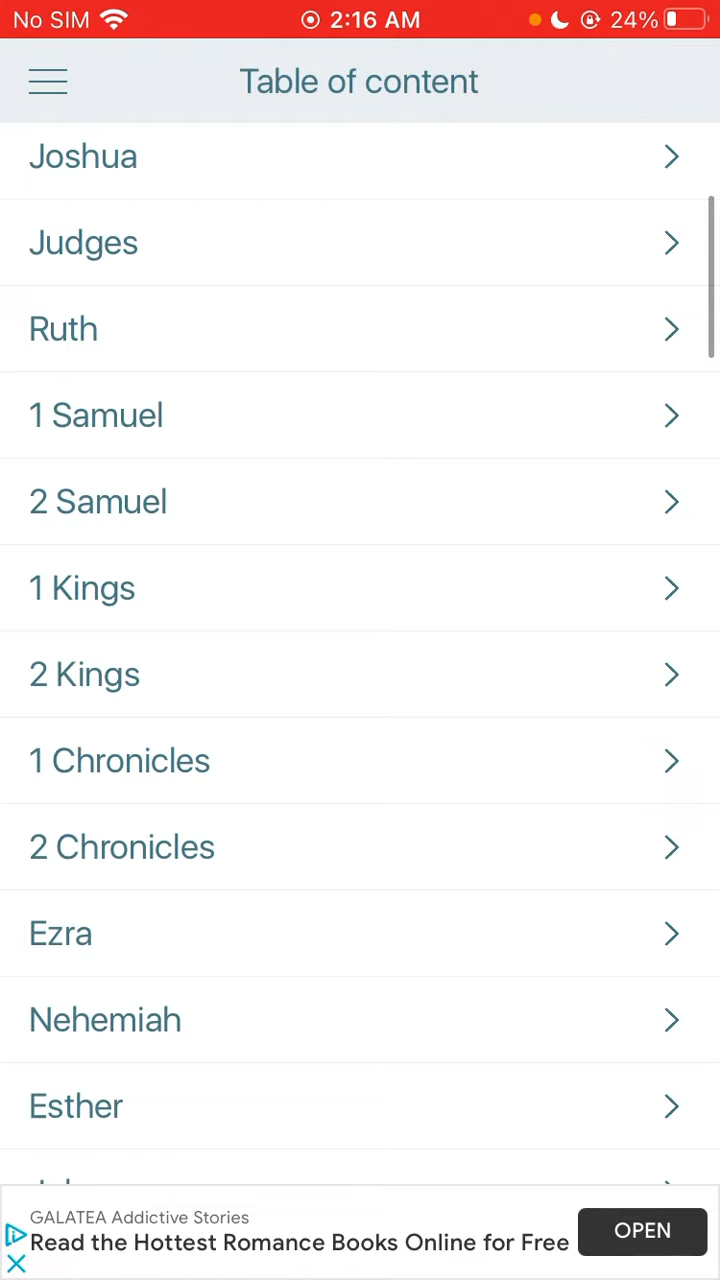 No SIM 2:16 AM 24%
Table of content
Joshua
Judges
Ruth
1 Samuel
2 Samuel
1 Kings
2 Kings
1 Chronicles
2 Chronicles
Ezra
Nehemiah
Esther
GALATEA Addictive Stories
Read the Hottest Romance Books Online for Free
OPEN